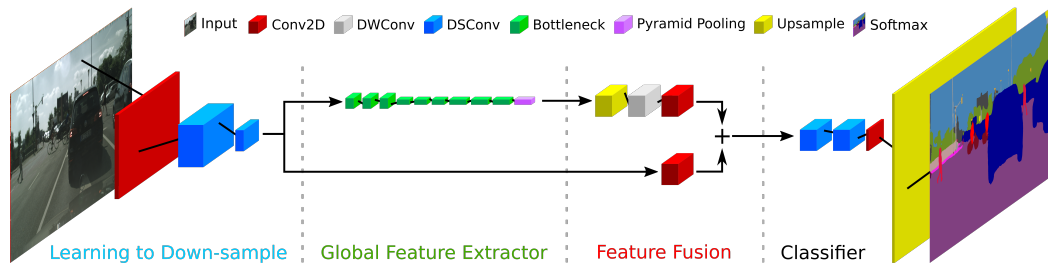 Input Conv2D DWConv DSConv Bottleneck Pyramid Pooling Upsample Softmax
+
Learning to Down-sample Global Feature Extractor Feature Fusion Classifier